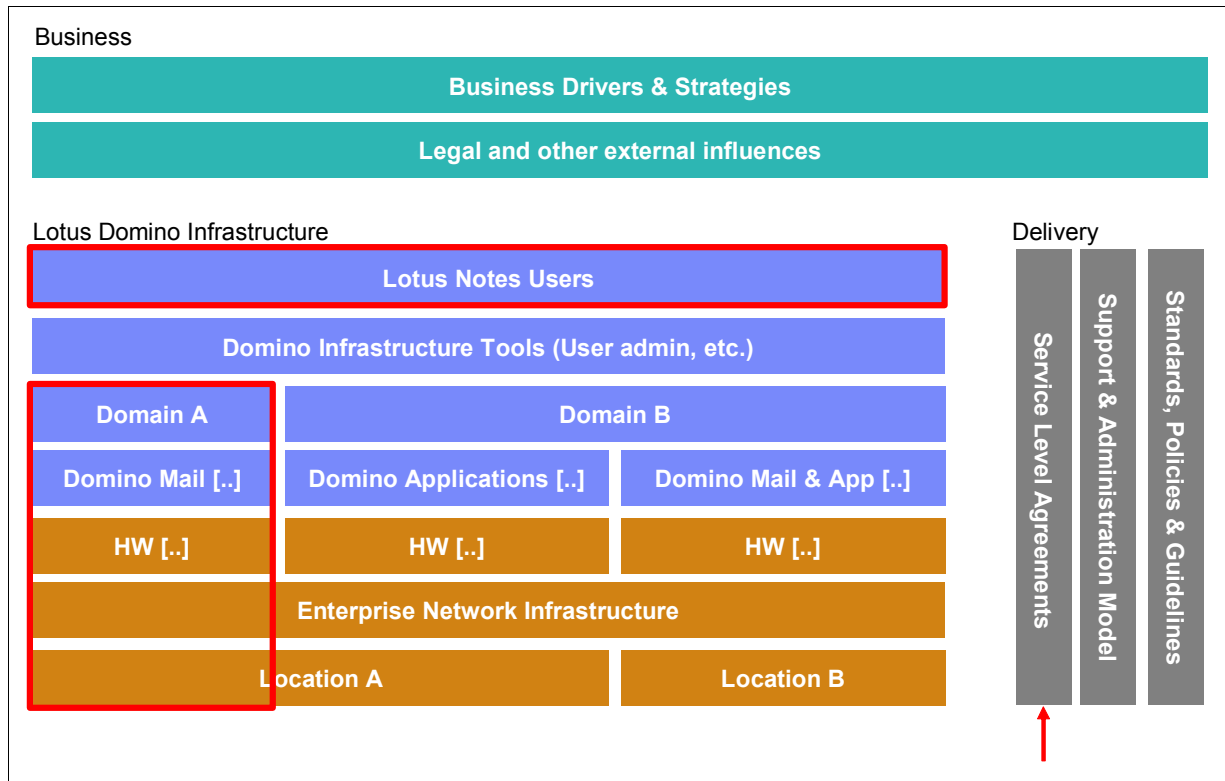 Business
Business Drivers & Strategies
Legal and other external influences
Lotus Domino Infrastructure
Lotus Notes Users
Domino Infrastructure Tools (User admin, etc.)
Domain A
Domain B
Domino Mail [..]
Domino Applications [..]
Domino Mail & App [..]
HW [..]
HW [..]
HW [..]
Enterprise Network Infrastructure
Location A
Location B
Delivery
Service Level Agreements
Support & Administration Model
Standards, Policies & Guidelines